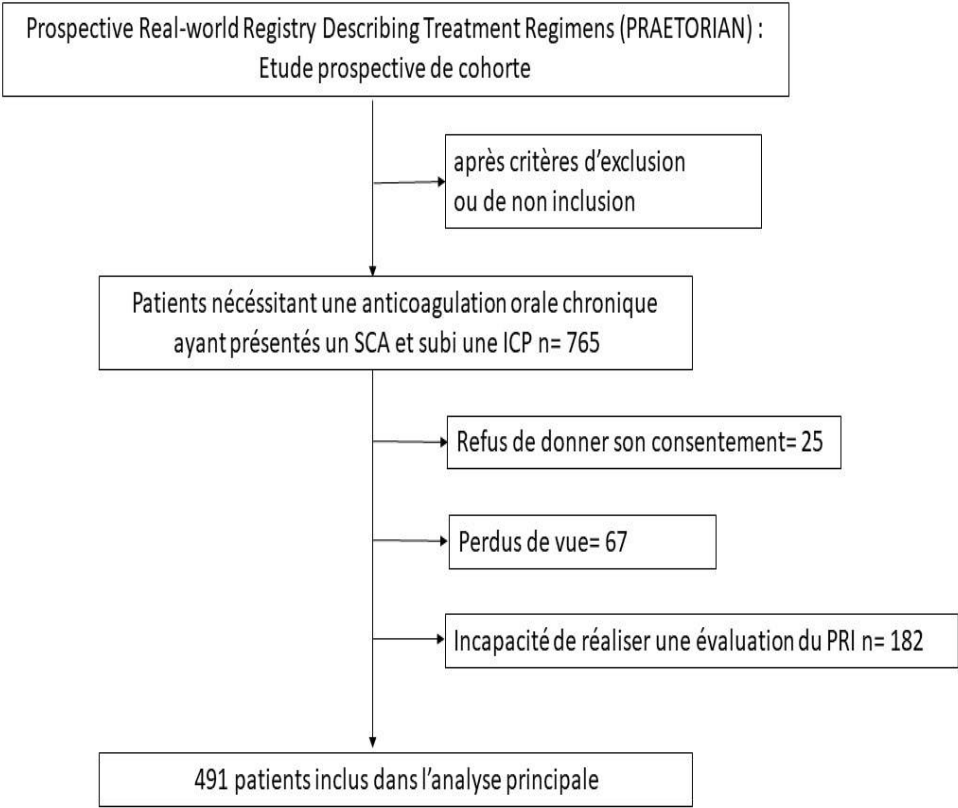 Prospective Real-world Registry Describing Treatment Regimens (PRAETORIAN) :
Etude prospective de cohorte
après critères d'exclusion
ou de non inclusion
Patients nécéssitant une anticoagulation orale chronique
ayant présentés un SCA et subi une ICP n= 765
Refus de donner son consentement= 25
Perdus de vue= 67
Incapacité de réaliser une évaluation du PRI n= 182
491 patients inclus dans l'analyse principale